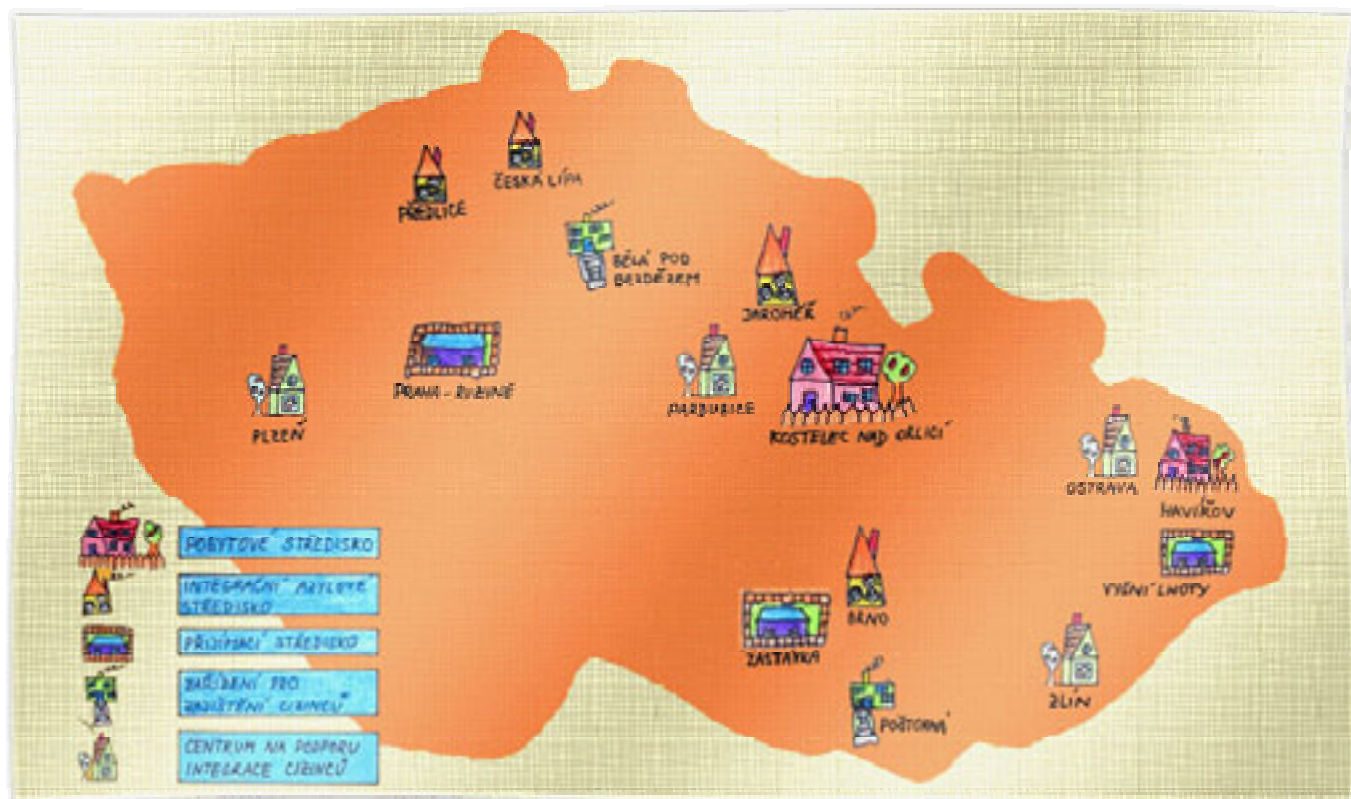 ČESKÁ LÍPA
PŘEDLICE
BĚLÁ POD
BEZDĚZEM
JAROMĚŘ
PRAHA - RUZYNĚ
PARDUBICE
PLZEŇ
KOSTELEC NAD ORLICÍ
OSTRAVA
HAVÍŘOV
VYŠNÍ LHOTY
BRNO
ZASTÁVKA
ZLÍN
POŠTORNÁ
POBYTOVÉ STŘEDISKO
INTEGRAČNÍ AZYLOVÉ
STŘEDISKO
PŘIJÍMACÍ STŘEDISKO
ZAŘÍZENÍ PRO
ZAJIŠTĚNÍ CIZINCŮ
CENTRUM NA PODPORU
INTEGRACE CIZINCŮ